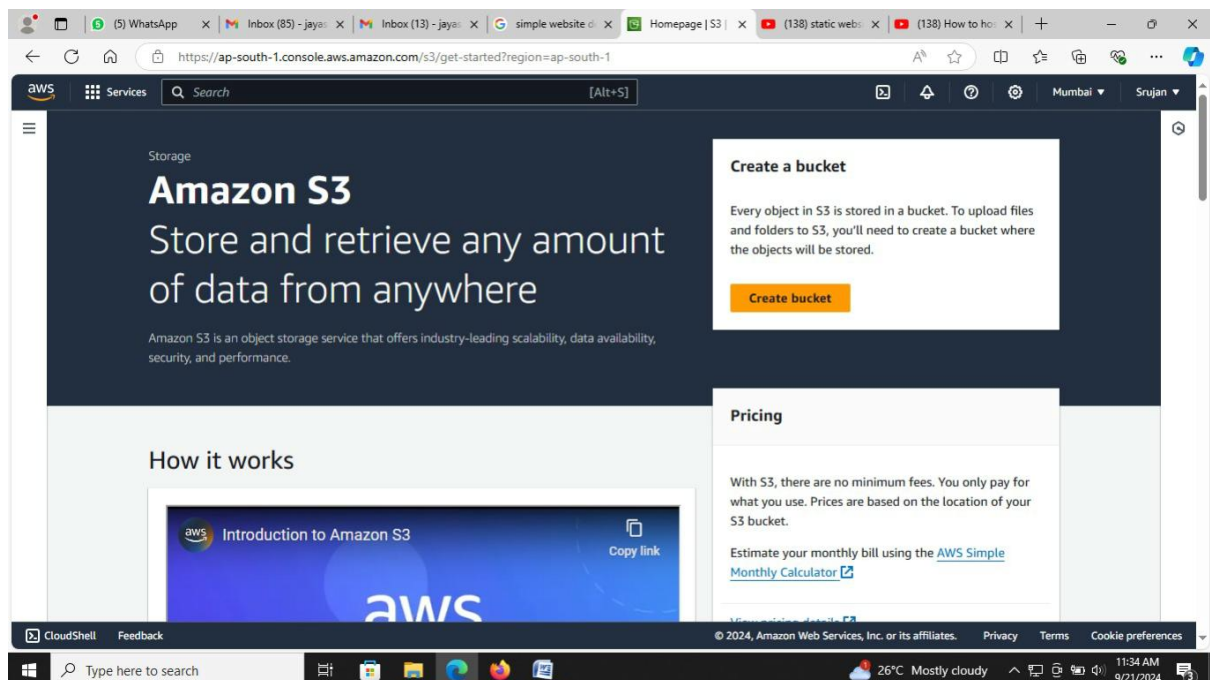 (5) WhatsApp
Inbox (85) - jayas
Inbox (13) - jayas
simple website d
Homepage | S3 |
(138) static webs
(138) How to hos
https://ap-south-1.console.aws.amazon.com/s3/get-started?region=ap-south-1
aws
Services
Search
[Alt+S]
Mumbai
Srujan
Storage
Amazon S3
Store and retrieve any amount
of data from anywhere
Amazon S3 is an object storage service that offers industry-leading scalability, data availability,
security, and performance.
Create a bucket
Every object in S3 is stored in a bucket. To upload files
and folders to S3, you'll need to create a bucket where
the objects will be stored.
Create bucket
Pricing
With S3, there are no minimum fees. You only pay for
what you use. Prices are based on the location of your
S3 bucket.
Estimate your monthly bill using the AWS Simple
Monthly Calculator
View pricing details
How it works
aws
Introduction to Amazon S3
Copy link
aws
CloudShell
Feedback
© 2024, Amazon Web Services, Inc. or its affiliates.
Privacy
Terms
Cookie preferences
Type here to search
26°C Mostly cloudy
11:34 AM
9/21/2024
3